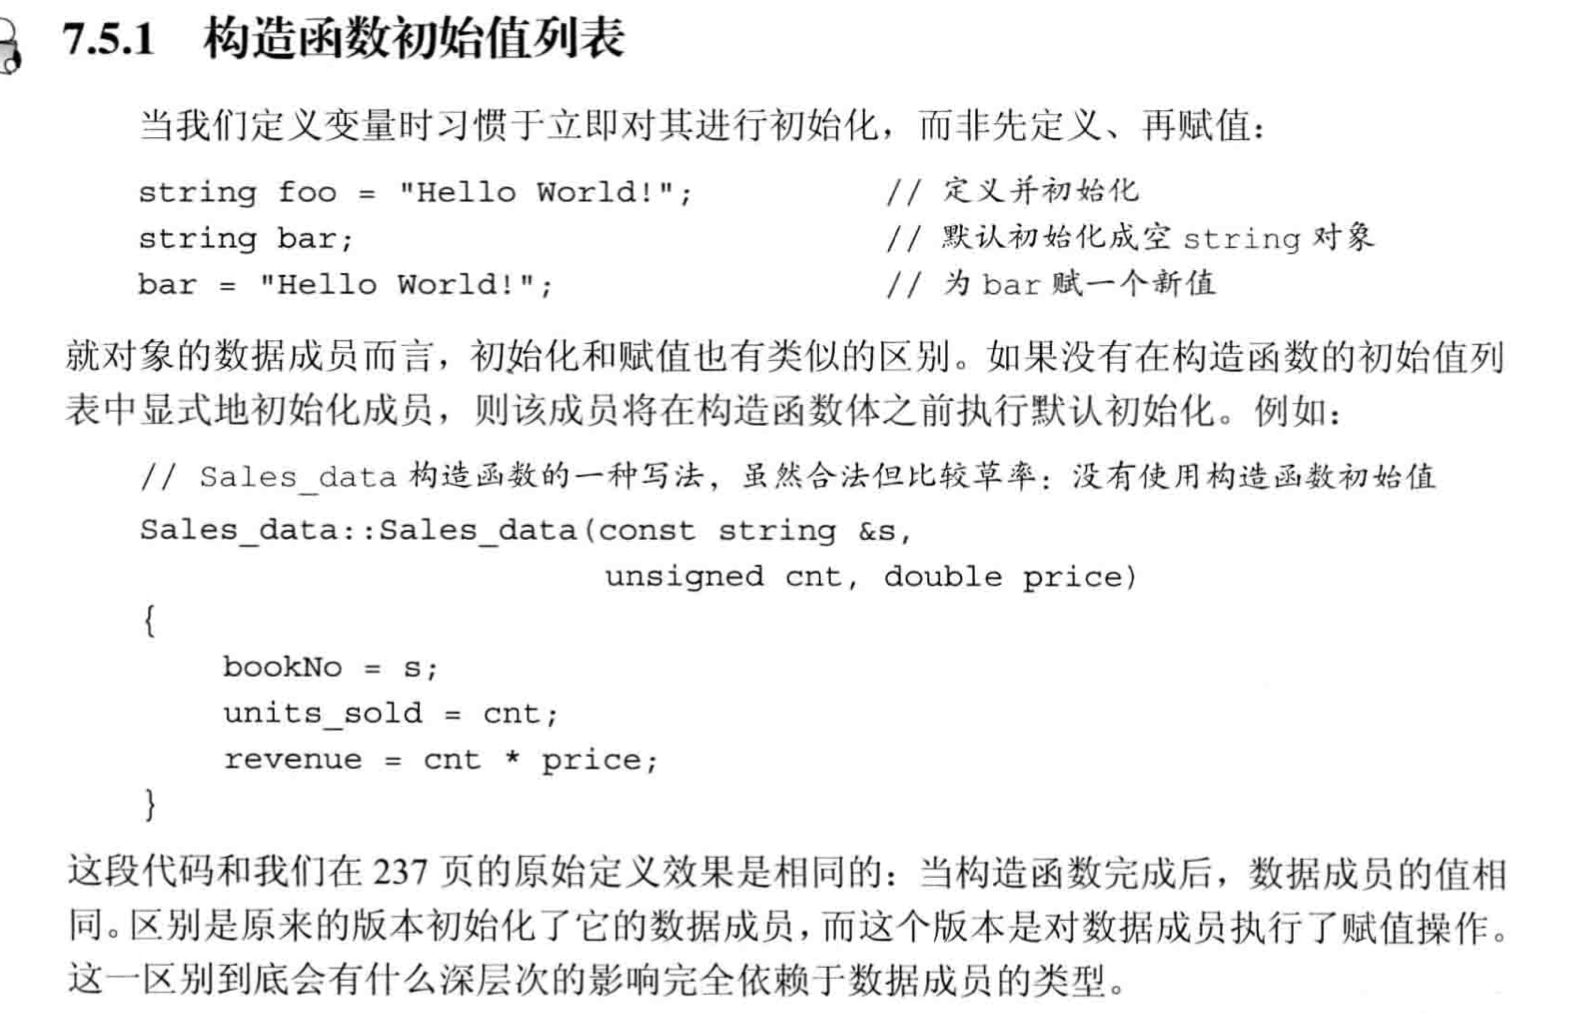 7.5.1 构造函数初始值列表
当我们定义变量时习惯于立即对其进行初始化，而非先定义、再赋值：
string foo = "Hello World!"; // 定义并初始化
string bar; // 默认初始化成空 string 对象
bar = "Hello World!"; // 为 bar 赋一个新值
就对象的数据成员而言，初始化和赋值也有类似的区别。如果没有在构造函数的初始值列
表中显式地初始化成员，则该成员将在构造函数体之前执行默认初始化。例如：
// Sales_data 构造函数的一种写法，虽然合法但比较草率：没有使用构造函数初始值
Sales_data::Sales_data(const string &s,
unsigned cnt, double price)
{
bookNo = s;
units_sold = cnt;
revenue = cnt * price;
}
这段代码和我们在 237 页的原始定义效果是相同的：当构造函数完成后，数据成员的值相
同。区别是原来的版本初始化了它的数据成员，而这个版本是对数据成员执行了赋值操作。
这一区别到底会有什么深层次的影响完全依赖于数据成员的类型。